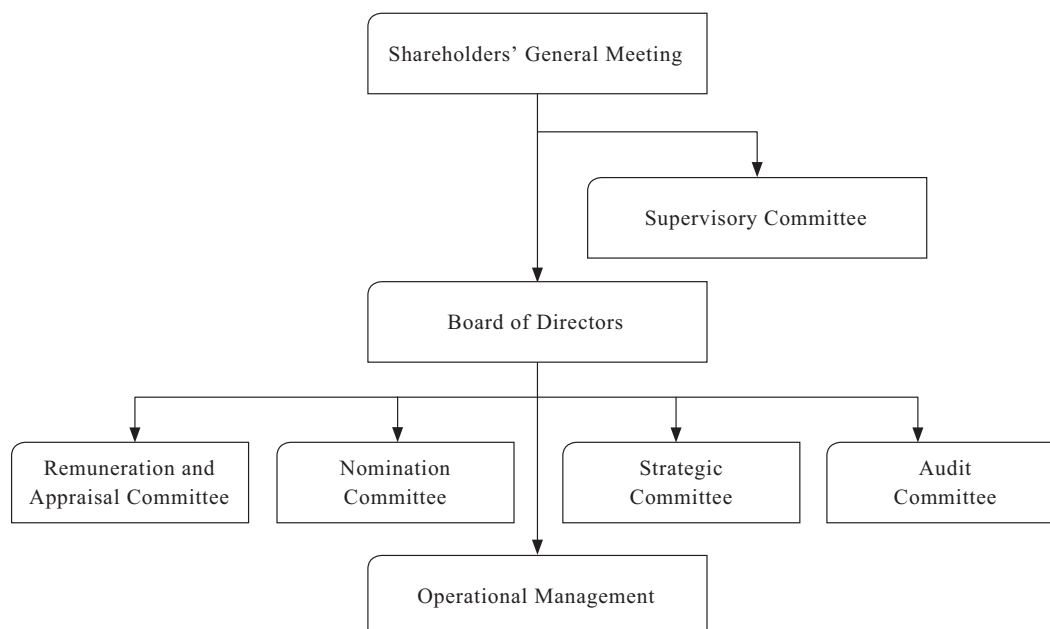 Shareholders’ General Meeting
Supervisory Committee
Board of Directors
Remuneration and
Appraisal Committee
Nomination
Committee
Strategic
Committee
Audit
Committee
Operational Management